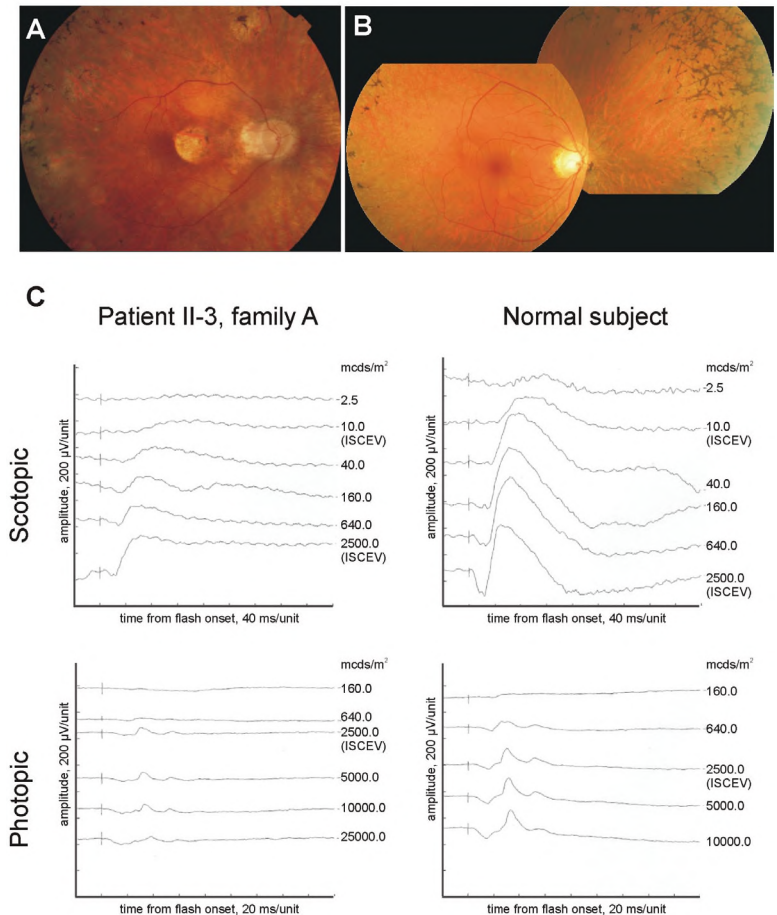 A
B
C
Patient II-3, family A
Normal subject
Scotopic
amplitude, 200 μV/unit
mcds/m²
2.5
10.0
(ISCEV)
40.0
160.0
640.0
2500.0
(ISCEV)
time from flash onset, 40 ms/unit
amplitude, 200 μV/unit
mcds/m²
2.5
10.0
(ISCEV)
40.0
160.0
640.0
2500.0
(ISCEV)
time from flash onset, 40 ms/unit
Photopic
amplitude, 200 μV/unit
mcds/m²
160.0
640.0
2500.0
(ISCEV)
5000.0
10000.0
25000.0
time from flash onset, 20 ms/unit
amplitude, 200 μV/unit
mcds/m²
160.0
640.0
2500.0
(ISCEV)
5000.0
10000.0
time from flash onset, 20 ms/unit